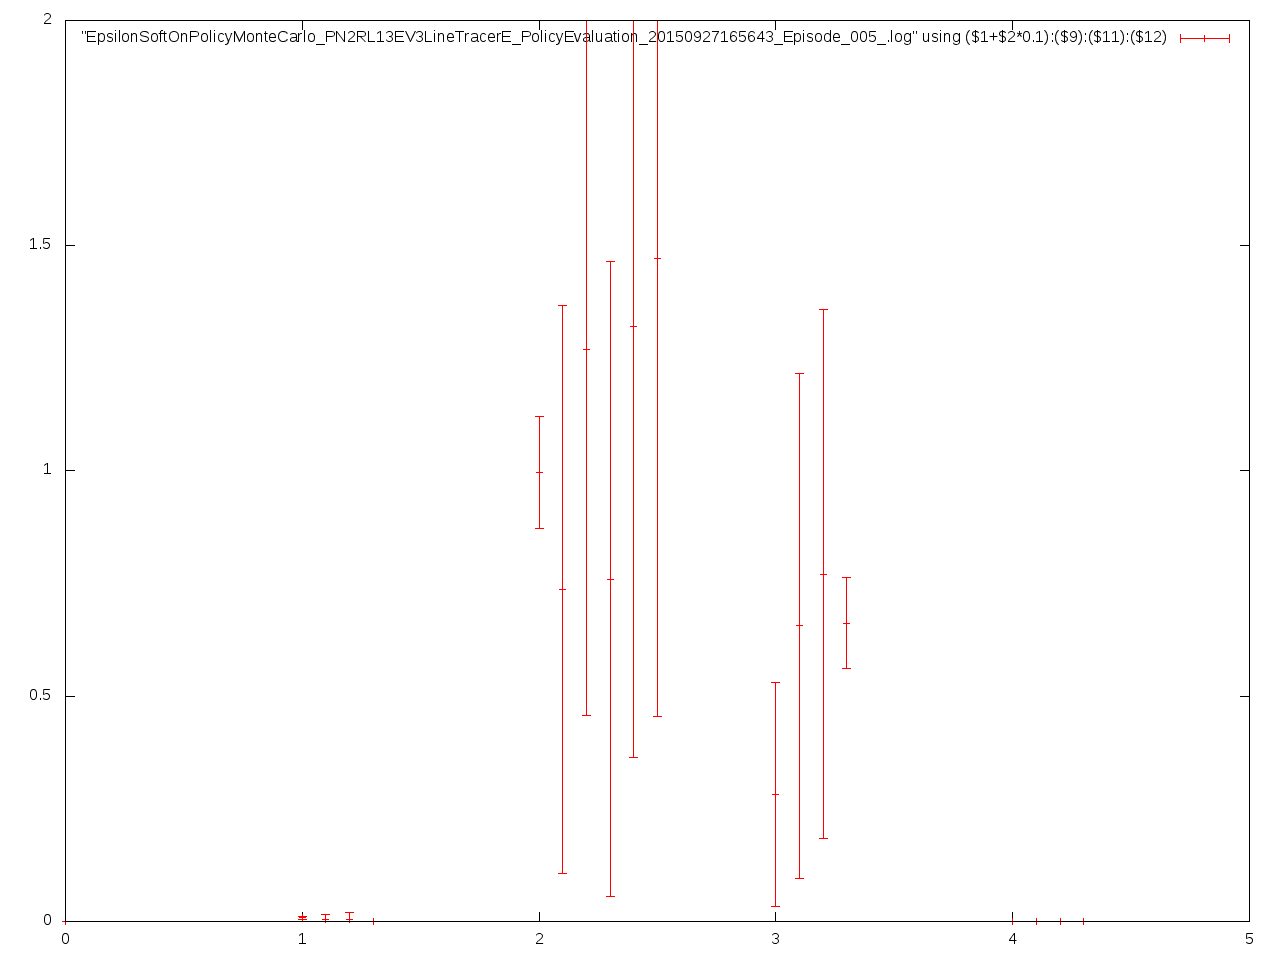 2
"EpsilonSoftOnPolicyMonteCarlo_PN2RL13EV3LineTracerE_PolicyEvaluation_20150927165643_Episode_005_.log" using ($1+$2*0.1):($9):($11):($12)
1.5
1
0.5
0
0 1 2 3 4 5